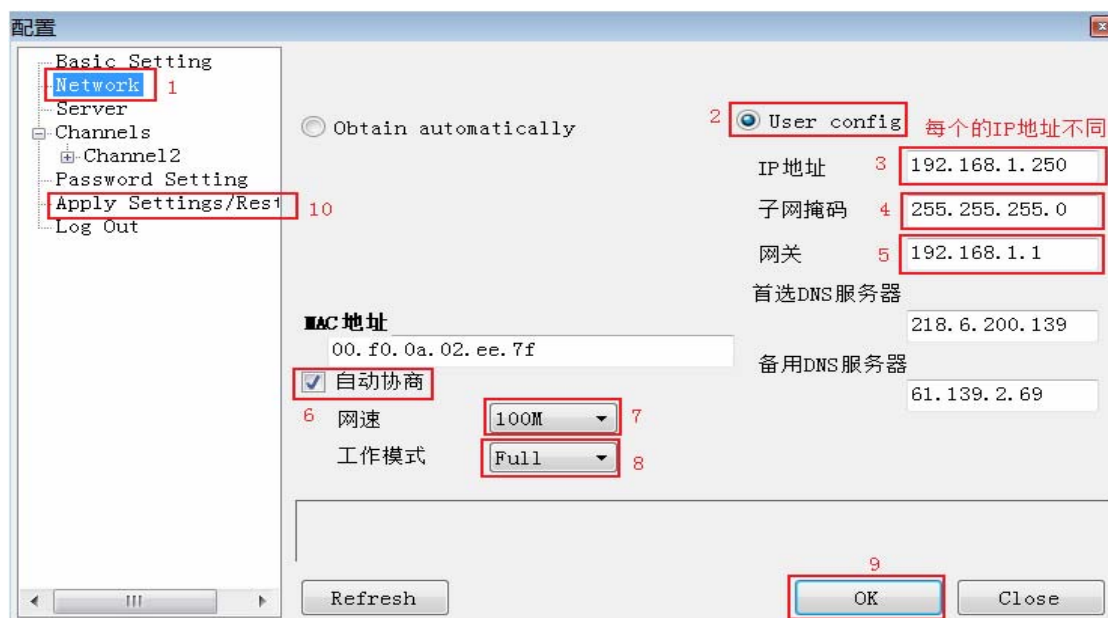 配置
Basic Setting
Network 1
Server
Channels
Channel2
Password Setting
Apply Settings/Rest 10
Log Out
Obtain automatically
2 User config
每个的IP地址不同
IP地址 3 192.168.1.250
子网掩码 4 255.255.255.0
网关 5 192.168.1.1
首选DNS服务器
218.6.200.139
MAC地址
00.f0.0a.02.ee.7f
备用DNS服务器
61.139.2.69
自动协商
6 网速 100M 7
工作模式 Full 8
9
Refresh OK Close